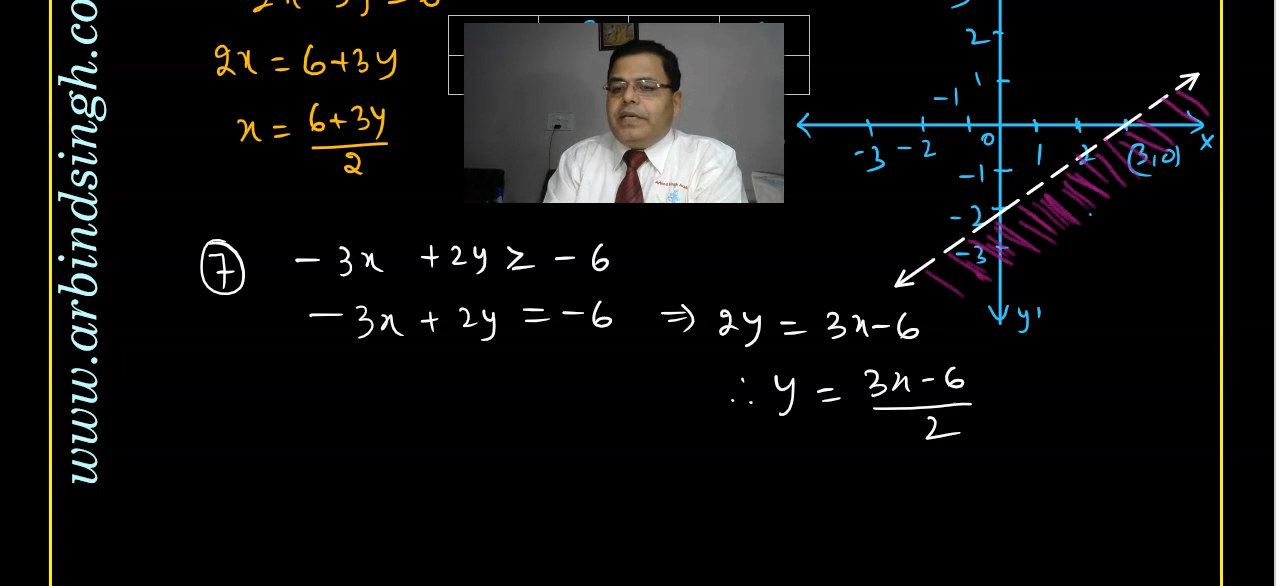 2x = 6+3y
x = 6+3y / 2
7 -3x +2y ≥ -6
-3x + 2y = -6 ⇒ 2y = 3x-6
∴ y = 3x-6 / 2
2
1
-1
-3 -2 0 1 2 (3,0) x
-1
-2
-3
y'
www.arbindsingh.co